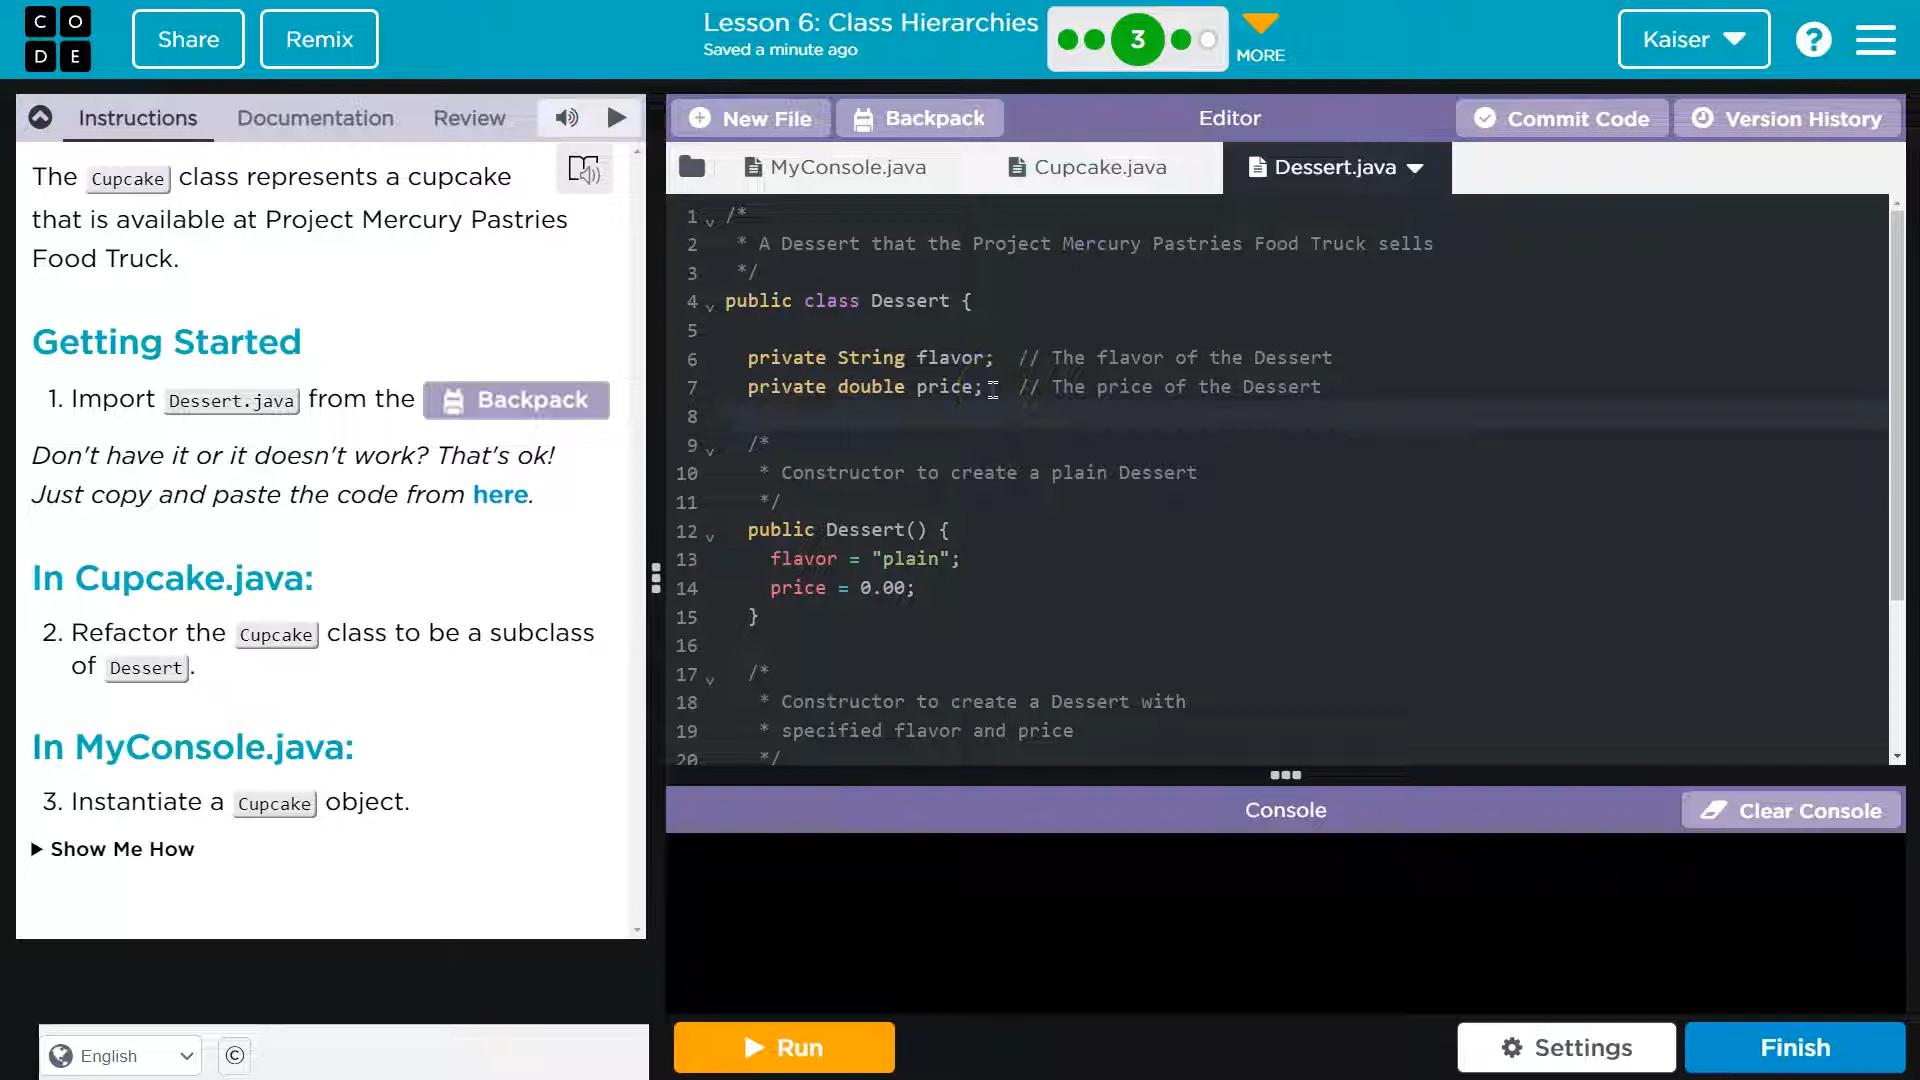 CODE
Share
Remix
Lesson 6: Class Hierarchies
Saved a minute ago
3
MORE
Kaiser
?
Instructions
Documentation
Review
The Cupcake class represents a cupcake
that is available at Project Mercury Pastries
Food Truck.
Getting Started
1. Import Dessert.java from the Backpack
Don't have it or it doesn't work? That's ok!
Just copy and paste the code from here.
In Cupcake.java:
2. Refactor the Cupcake class to be a subclass
of Dessert.
In MyConsole.java:
3. Instantiate a Cupcake object.
Show Me How
New File
Backpack
Editor
Commit Code
Version History
MyConsole.java
Cupcake.java
Dessert.java
1 /*
2 * A Dessert that the Project Mercury Pastries Food Truck sells
3 */
4 public class Dessert {
5
6 private String flavor; // The flavor of the Dessert
7 private double price; // The price of the Dessert
8
9 /*
10 * Constructor to create a plain Dessert
11 */
12 public Dessert() {
13 flavor = "plain";
14 price = 0.00;
15 }
16
17 /*
18 * Constructor to create a Dessert with
19 * specified flavor and price
20 */
Console
Clear Console
English
©
Run
Settings
Finish